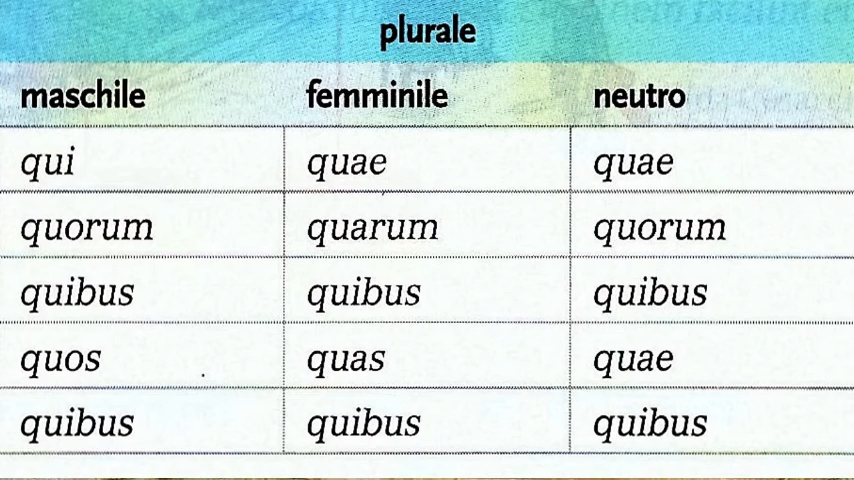 plurale
maschile femminile neutro
qui quae quae
quorum quarum quorum
quibus quibus quibus
quos quas quae
quibus quibus quibus